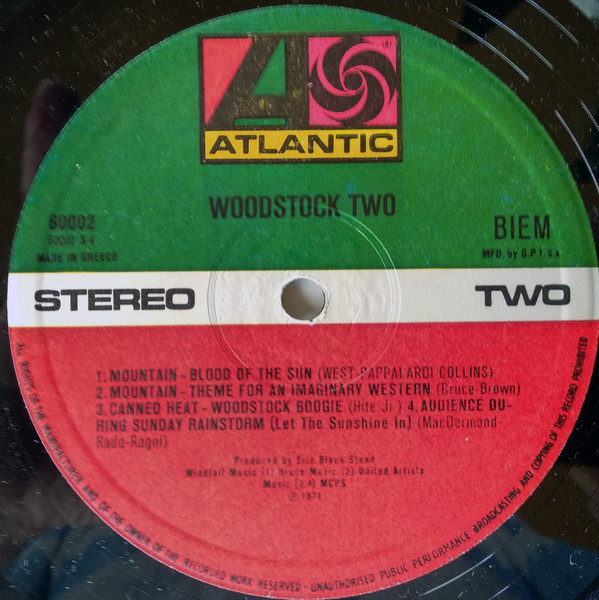 ®
ATLANTIC
WOODSTOCK TWO
60002
60002 S 4
MADE IN GREECE
BIEM
MFD. by G.P.I. s.a
STEREO
TWO
1. MOUNTAIN - BLOOD OF THE SUN (WEST-PAPPALARDI COLLINS)
2. MOUNTAIN - THEME FOR AN IMAGINARY WESTERN (Bruce-Brown)
3. CANNED HEAT - WOODSTOCK BOOGIE (Hite Jr.) 4. AUDIENCE DU-
RING SUNDAY RAINSTORM (Let The Sunshine In) (MacDermond-
Rado-Ragni)
Produced by Eric Black-Stead
Windfall Music (1) Bruce Music (2) United Artists
Music (3,4) MCPS
℗ 1971
ALL RIGHTS OF THE MANUFACTURER AND OF THE OWNER OF THE RECORDED WORK RESERVED - UNAUTHORISED PUBLIC PERFORMANCE BROADCASTING AND COPYING OF THIS RECORD PROHIBITED